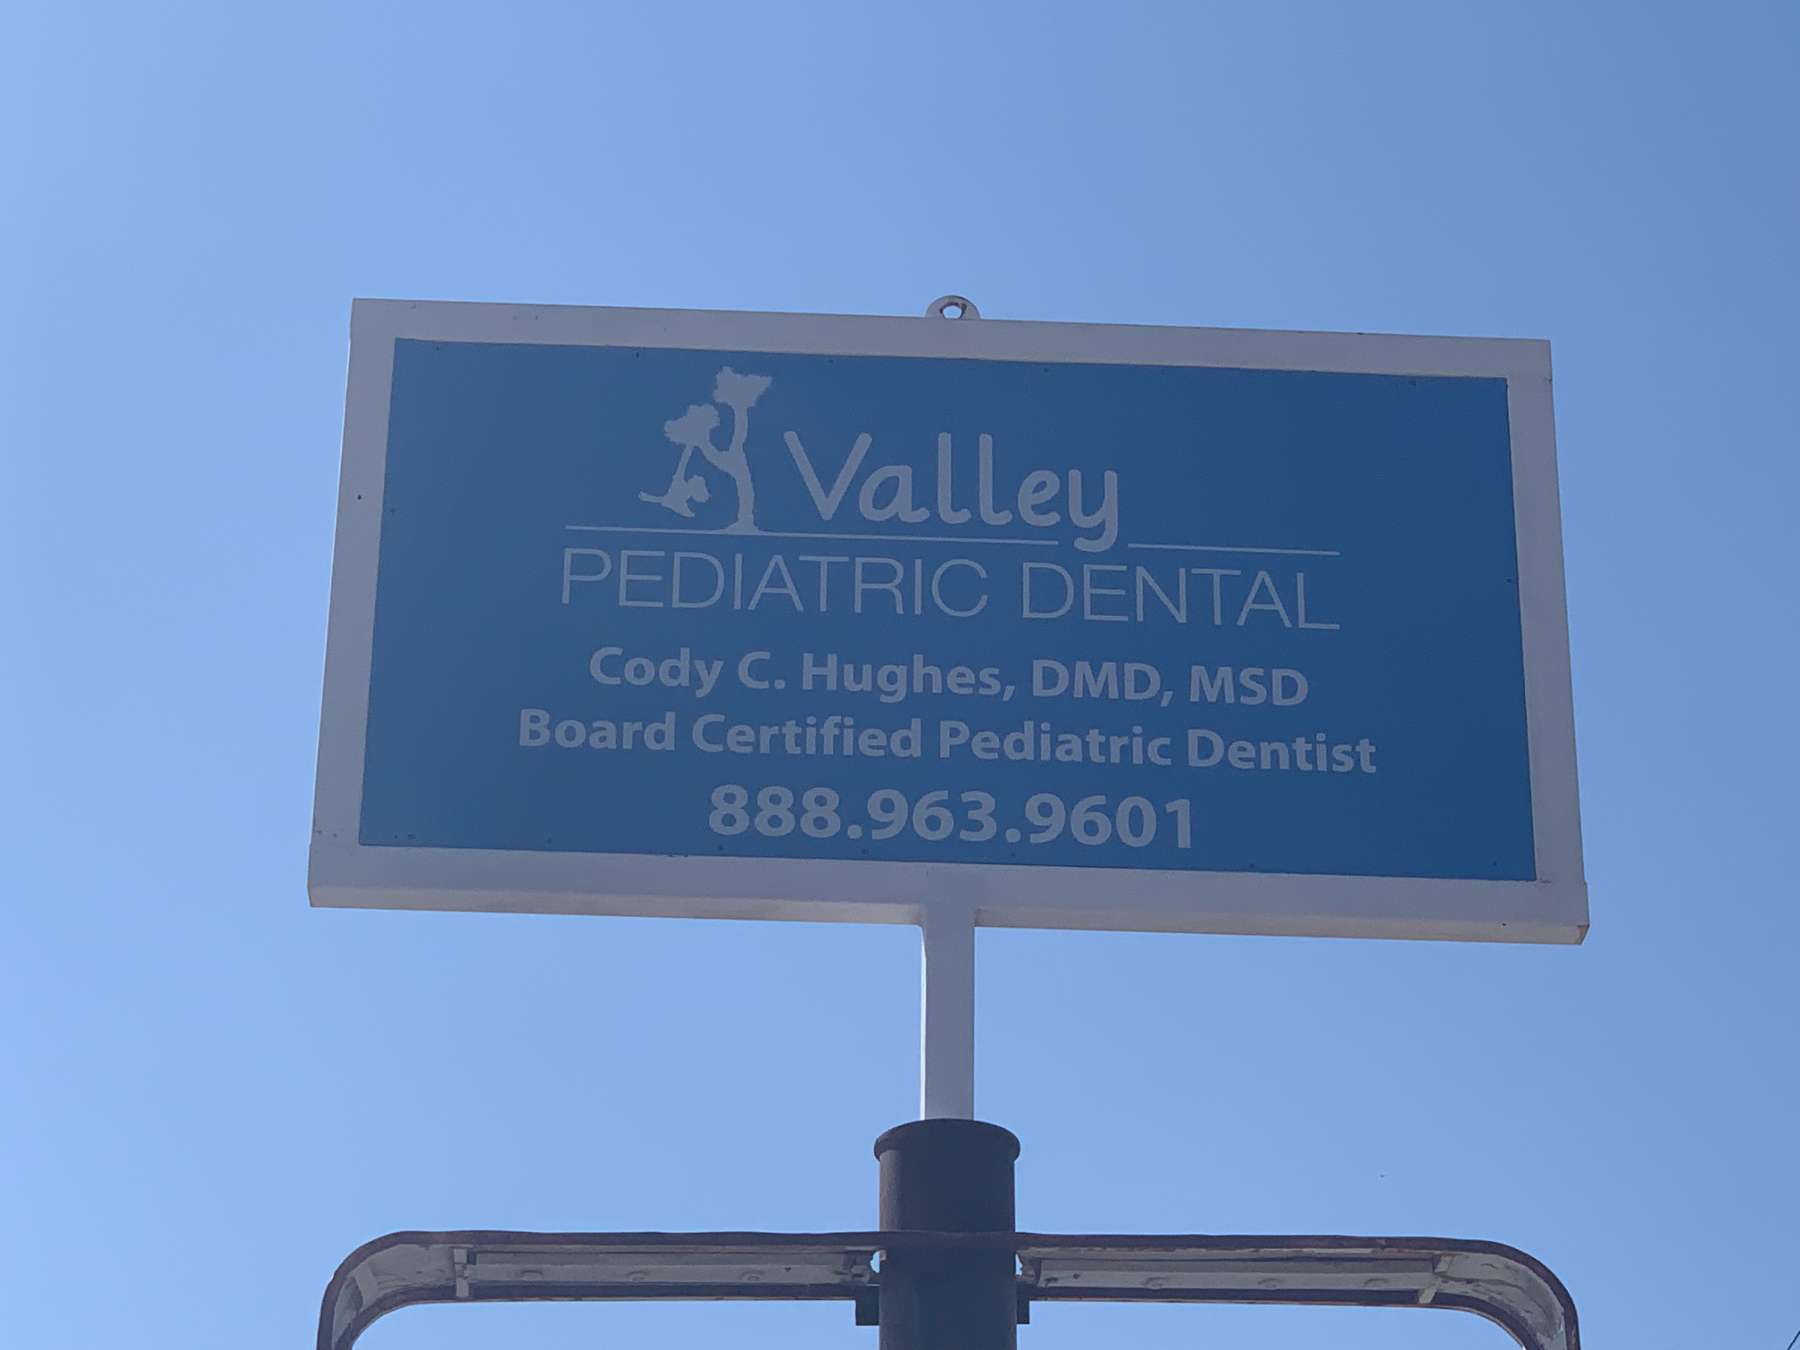 Valley
PEDIATRIC DENTAL
Cody C. Hughes, DMD, MSD
Board Certified Pediatric Dentist
888.963.9601